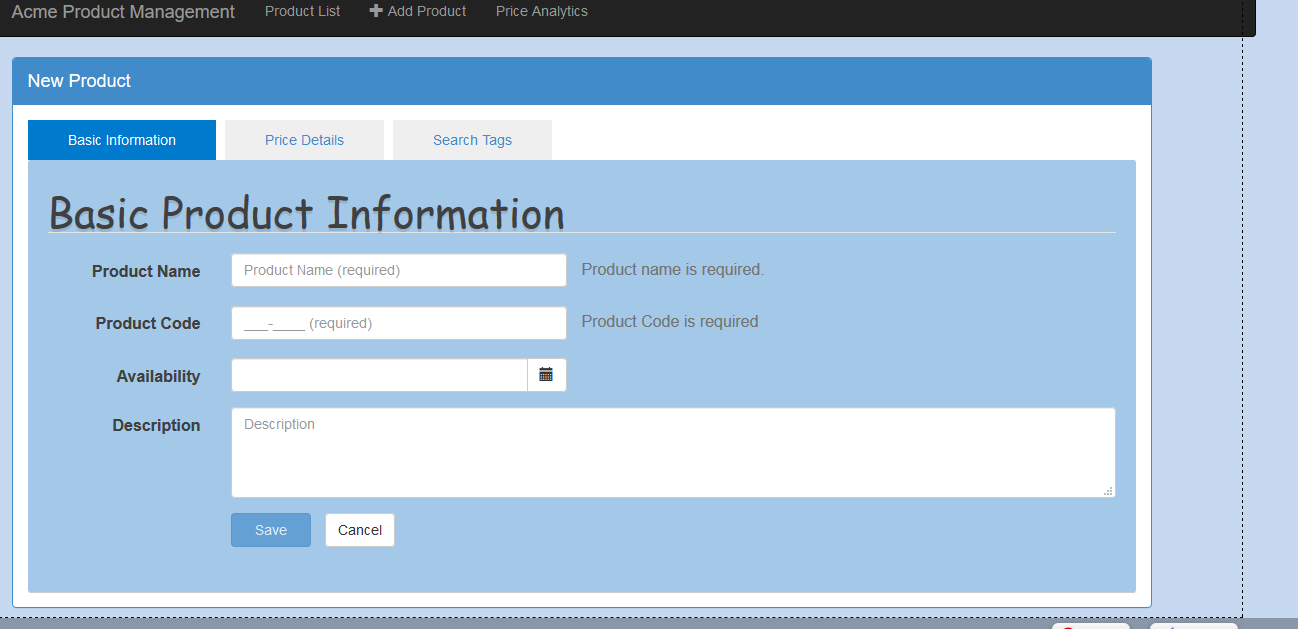 Acme Product Management Product List Add Product Price Analytics
New Product
Basic Information Price Details Search Tags
Basic Product Information
Product Name Product Name (required) Product name is required.
Product Code ___-____ (required) Product Code is required
Availability
Description Description
Save Cancel